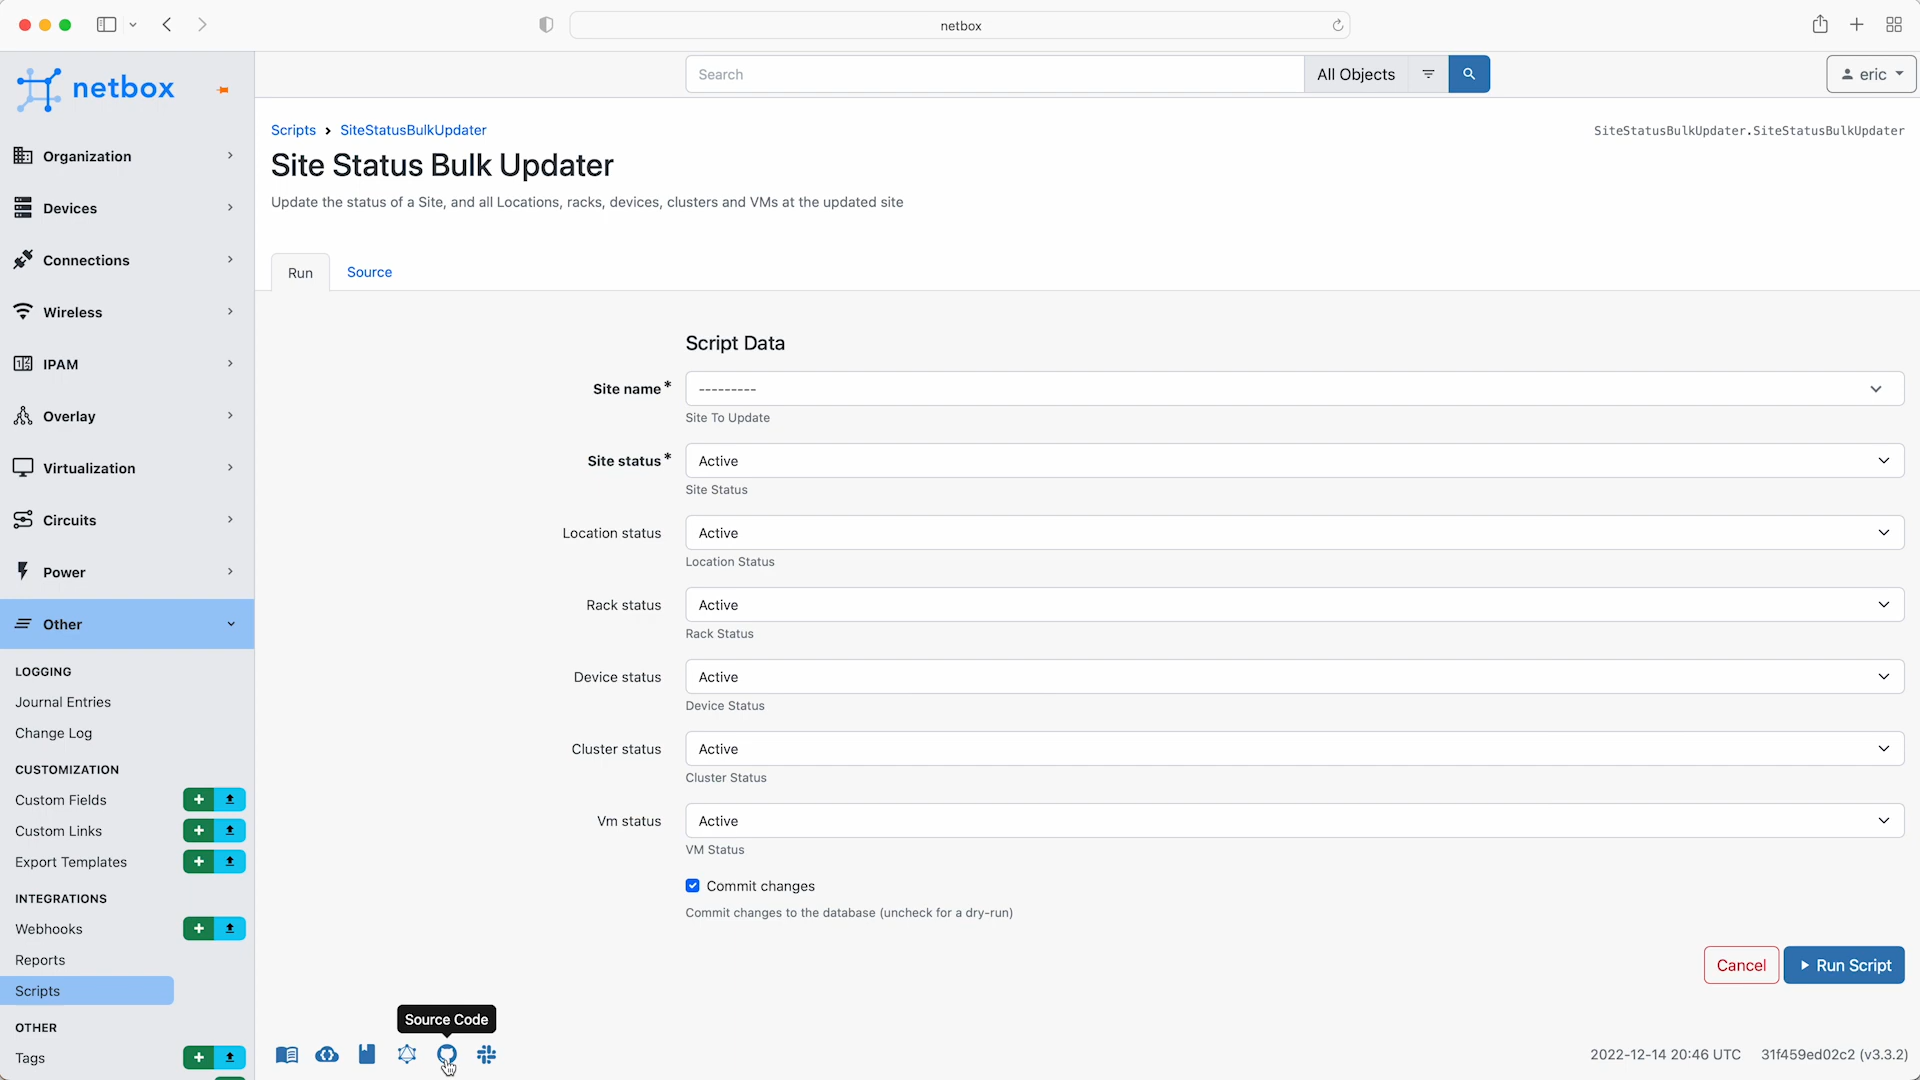 netbox
netbox
Search
All Objects
eric
Organization
Devices
Connections
Wireless
IPAM
Overlay
Virtualization
Circuits
Power
Other
LOGGING
Journal Entries
Change Log
CUSTOMIZATION
Custom Fields
Custom Links
Export Templates
INTEGRATIONS
Webhooks
Reports
Scripts
OTHER
Tags
Scripts › SiteStatusBulkUpdater
SiteStatusBulkUpdater.SiteStatusBulkUpdater
Site Status Bulk Updater
Update the status of a Site, and all Locations, racks, devices, clusters and VMs at the updated site
Run Source
Script Data
Site name* ---------
Site To Update
Site status* Active
Site Status
Location status Active
Location Status
Rack status Active
Rack Status
Device status Active
Device Status
Cluster status Active
Cluster Status
Vm status Active
VM Status
Commit changes
Commit changes to the database (uncheck for a dry-run)
Cancel Run Script
Source Code
2022-12-14 20:46 UTC 31f459ed02c2 (v3.3.2)